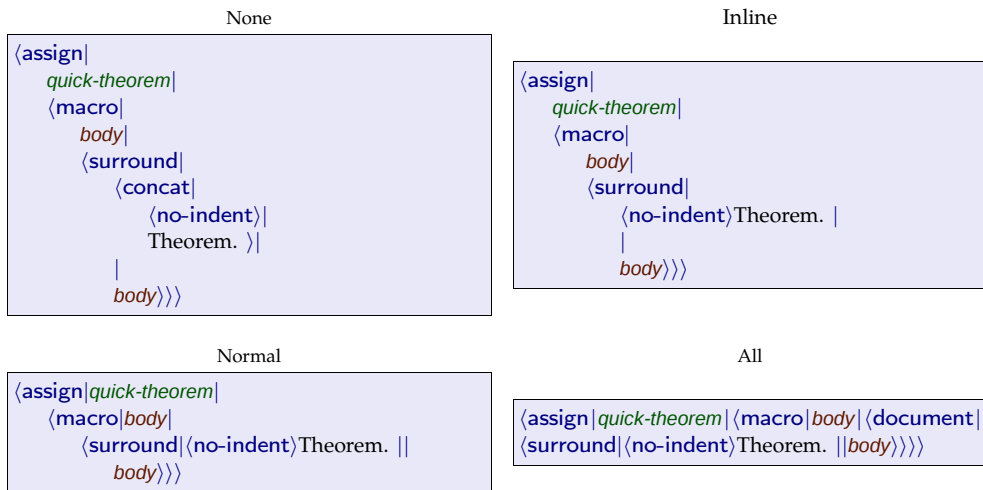 None
⟨assign|
quick-theorem|
⟨macro|
body|
⟨surround|
⟨concat|
⟨no-indent⟩|
Theorem. ⟩|
|
body⟩⟩⟩
Inline
⟨assign|
quick-theorem|
⟨macro|
body|
⟨surround|
⟨no-indent⟩Theorem. |
|
body⟩⟩⟩
Normal
⟨assign|quick-theorem|
⟨macro|body|
⟨surround|⟨no-indent⟩Theorem. ||
body⟩⟩⟩
All
⟨assign|quick-theorem|⟨macro|body|⟨document|
⟨surround|⟨no-indent⟩Theorem. ||body⟩⟩⟩⟩